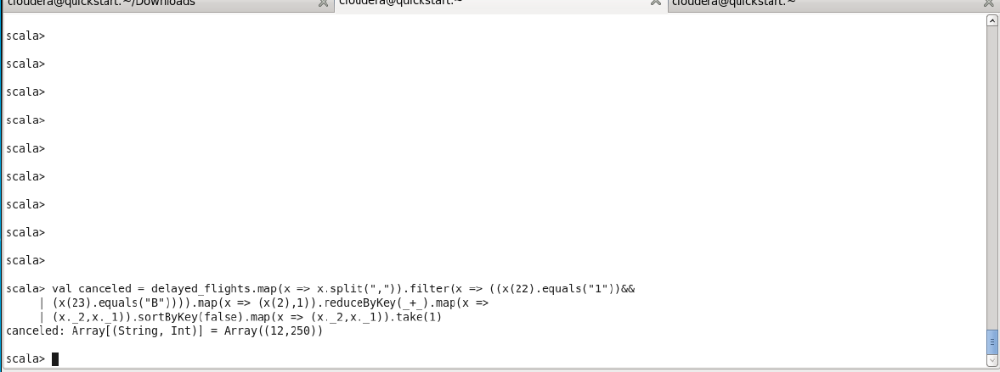 cloudera@quickstart:~/Downloads cloudera@quickstart:~ cloudera@quickstart:~
scala>
scala>
scala>
scala>
scala>
scala>
scala>
scala>
scala>
scala> val canceled = delayed_flights.map(x => x.split(",")).filter(x => ((x(22).equals("1"))&&
     | (x(23).equals("B")))).map(x => (x(2),1)).reduceByKey(_+_).map(x =>
     | (x._2,x._1)).sortByKey(false).map(x => (x._2,x._1)).take(1)
canceled: Array[(String, Int)] = Array((12,250))
scala>